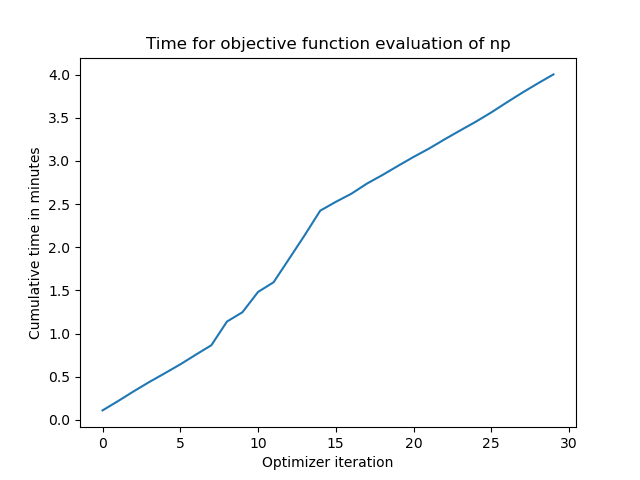 Time for objective function evaluation of np
Cumulative time in minutes
4.0
3.5
3.0
2.5
2.0
1.5
1.0
0.5
0.0
0 5 10 15 20 25 30
Optimizer iteration